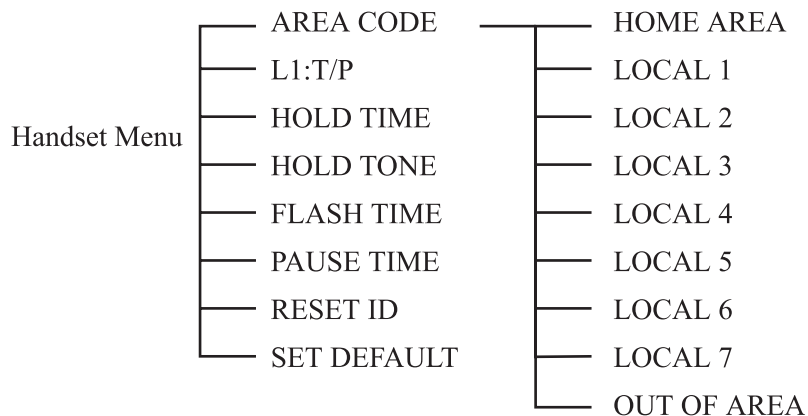 Handset Menu
AREA CODE
L1:T/P
HOLD TIME
HOLD TONE
FLASH TIME
PAUSE TIME
RESET ID
SET DEFAULT
HOME AREA
LOCAL 1
LOCAL 2
LOCAL 3
LOCAL 4
LOCAL 5
LOCAL 6
LOCAL 7
OUT OF AREA